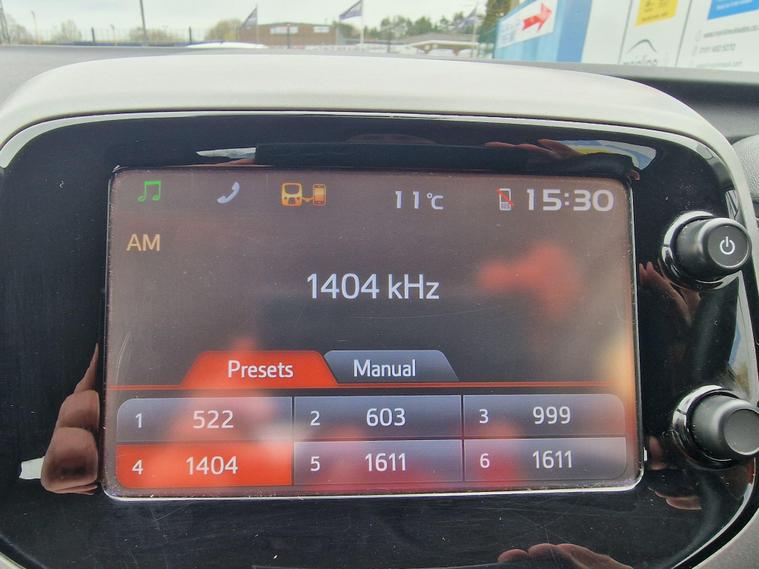 11°C
15:30
AM
1404 kHz
Presets
Manual
1 522
2 603
3 999
4 1404
5 1611
6 1611